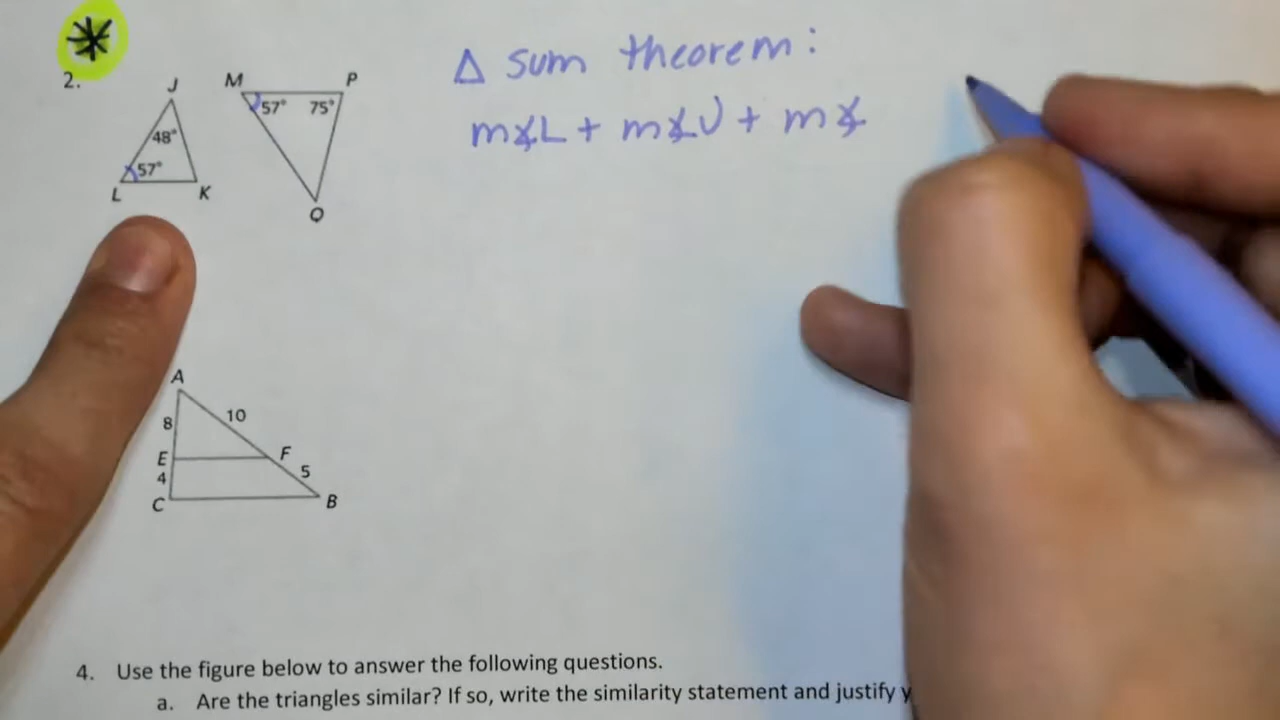 *
2.
Δ sum theorem:
m∡L + m∡J + m∡
J
48°
57°
L
K
M
P
57°
75°
Q
A
8
10
E
F
4
5
C
B
4. Use the figure below to answer the following questions.
a. Are the triangles similar? If so, write the similarity statement and justify